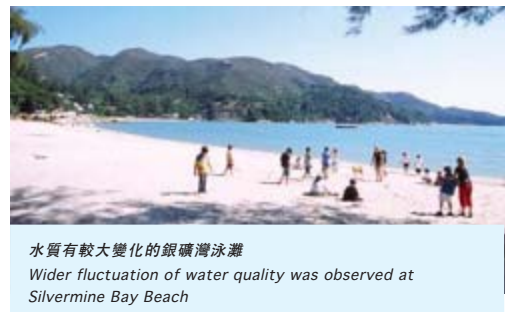 水質有較大變化的銀礦灣泳灘
Wider fluctuation of water quality was observed at
Silvermine Bay Beach